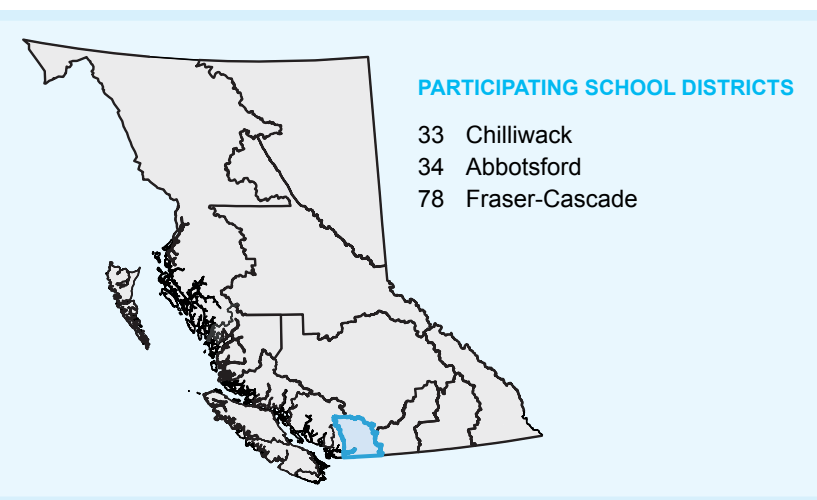 PARTICIPATING SCHOOL DISTRICTS
33 Chilliwack
34 Abbotsford
78 Fraser-Cascade